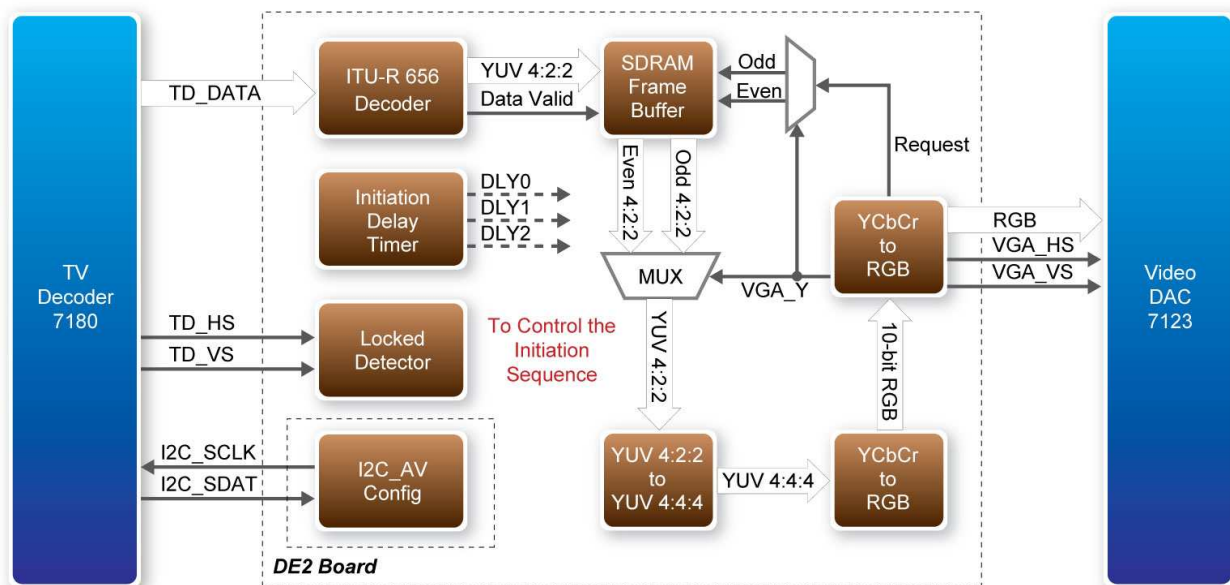 TV
Decoder
7180
TD_DATA
ITU-R 656
Decoder
YUV 4:2:2
Data Valid
SDRAM
Frame
Buffer
Odd
Even
Request
Initiation
Delay
Timer
DLY0
DLY1
DLY2
Even 4:2:2
Odd 4:2:2
MUX
VGA_Y
YCbCr
to
RGB
RGB
VGA_HS
VGA_VS
Video
DAC
7123
TD_HS
TD_VS
Locked
Detector
To Control the
Initiation
Sequence
YUV 4:2:2
10-bit RGB
I2C_SCLK
I2C_SDAT
I2C_AV
Config
YUV 4:2:2
to
YUV 4:4:4
YUV 4:4:4
YCbCr
to
RGB
DE2 Board